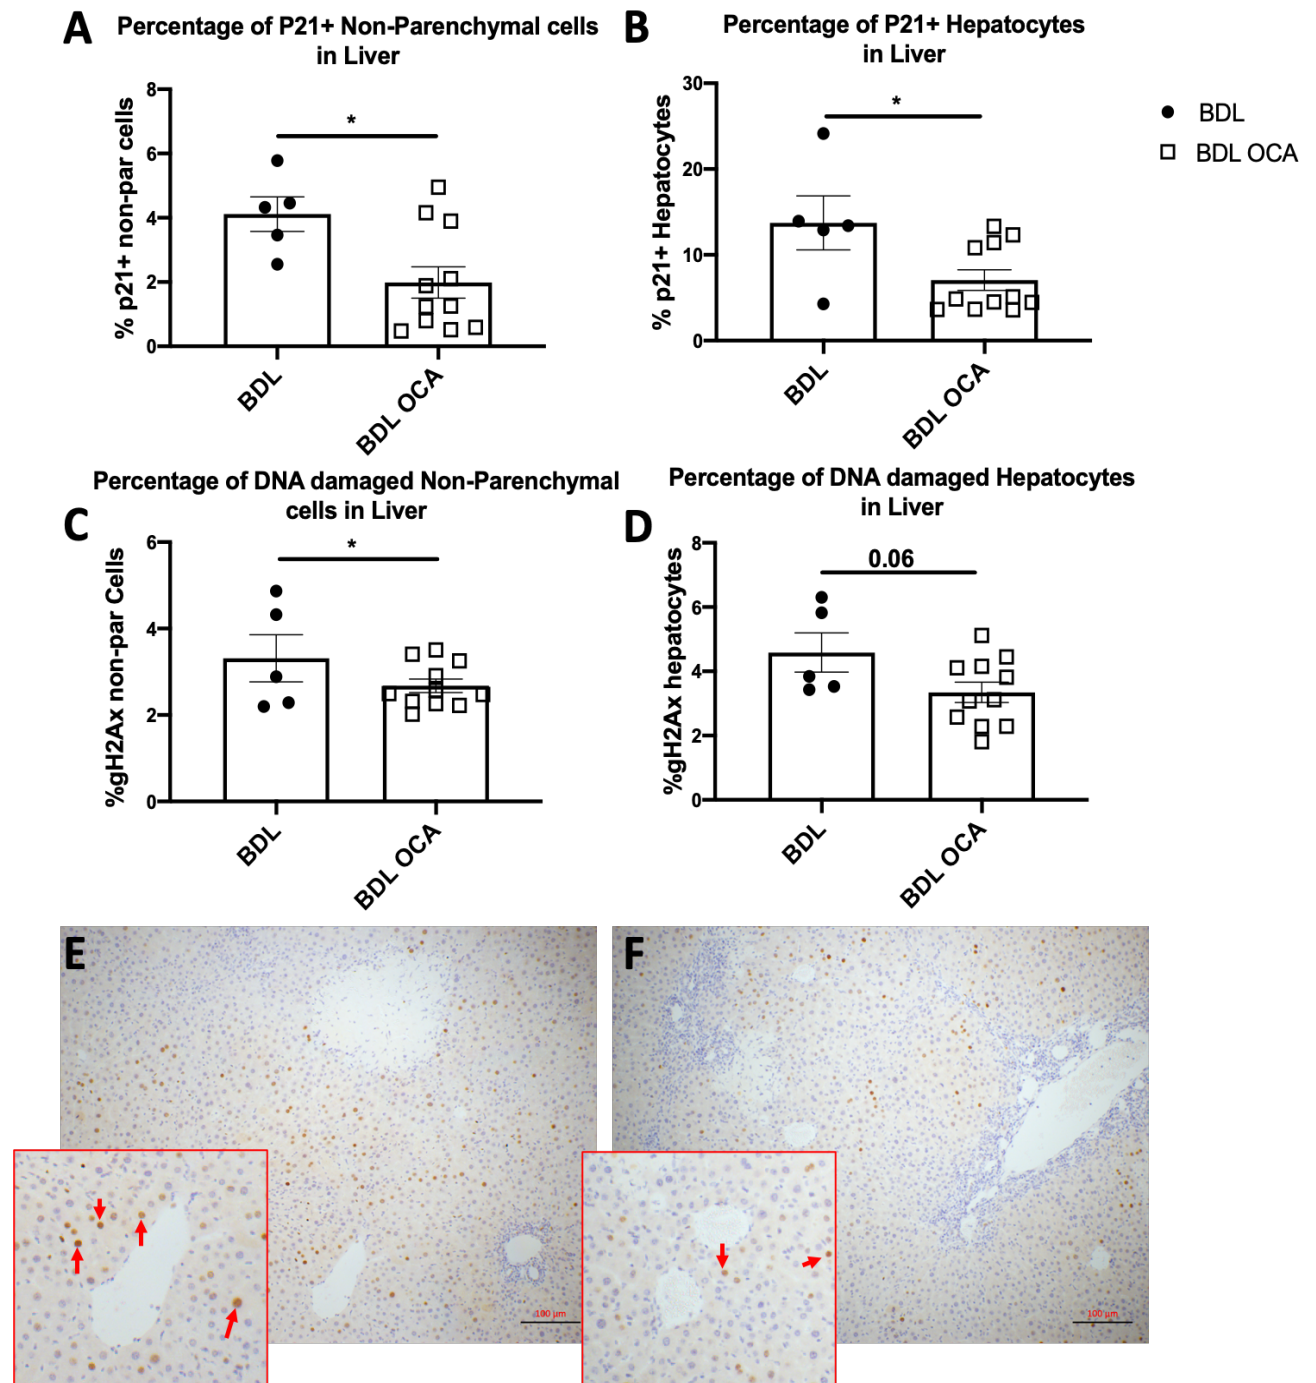 A
Percentage of P21+ Non-Parenchymal cells
in Liver
% p21+ non-par cells
8
6
4
2
0
*
BDL
BDL OCA
B
Percentage of P21+ Hepatocytes
in Liver
% p21+ Hepatocytes
30
20
10
0
*
BDL
BDL OCA
BDL
BDL OCA
C
Percentage of DNA damaged Non-Parenchymal
cells in Liver
%gH2Ax non-par Cells
6
4
2
0
*
BDL
BDL OCA
D
Percentage of DNA damaged Hepatocytes
in Liver
%gH2Ax hepatocytes
8
6
4
2
0
0.06
BDL
BDL OCA
E
100 µm
F
100 µm